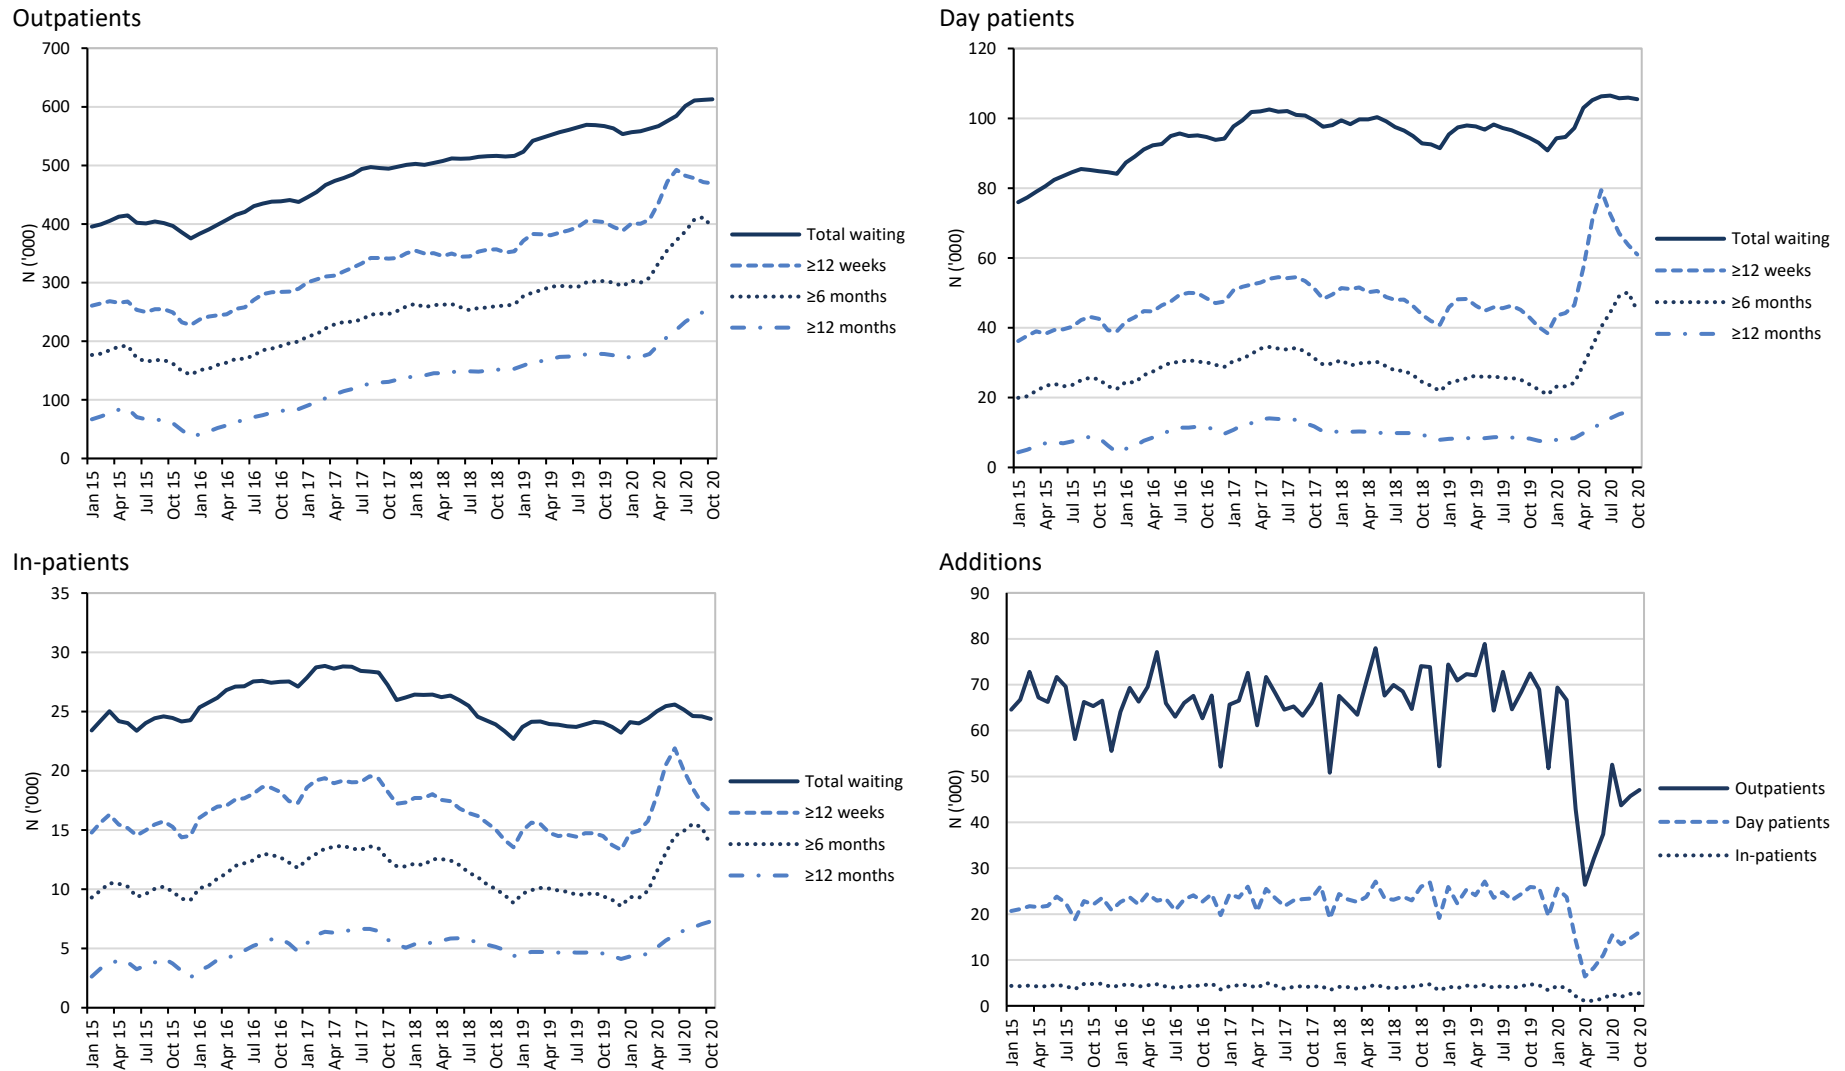 Outpatients
700
600
500
400
300
200
100
0
N ('000)
Jan 15
Apr 15
Jul 15
Oct 15
Jan 16
Apr 16
Jul 16
Oct 16
Jan 17
Apr 17
Jul 17
Oct 17
Jan 18
Apr 18
Jul 18
Oct 18
Jan 19
Apr 19
Jul 19
Oct 19
Jan 20
Apr 20
Jul 20
Oct 20
Total waiting
≥12 weeks
≥6 months
≥12 months
Day patients
120
100
80
60
40
20
0
N ('000)
Jan 15
Apr 15
Jul 15
Oct 15
Jan 16
Apr 16
Jul 16
Oct 16
Jan 17
Apr 17
Jul 17
Oct 17
Jan 18
Apr 18
Jul 18
Oct 18
Jan 19
Apr 19
Jul 19
Oct 19
Jan 20
Apr 20
Jul 20
Oct 20
Total waiting
≥12 weeks
≥6 months
≥12 months
In-patients
35
30
25
20
15
10
5
0
N ('000)
Jan 15
Apr 15
Jul 15
Oct 15
Jan 16
Apr 16
Jul 16
Oct 16
Jan 17
Apr 17
Jul 17
Oct 17
Jan 18
Apr 18
Jul 18
Oct 18
Jan 19
Apr 19
Jul 19
Oct 19
Jan 20
Apr 20
Jul 20
Oct 20
Total waiting
≥12 weeks
≥6 months
≥12 months
Additions
90
80
70
60
50
40
30
20
10
0
N ('000)
Jan 15
Apr 15
Jul 15
Oct 15
Jan 16
Apr 16
Jul 16
Oct 16
Jan 17
Apr 17
Jul 17
Oct 17
Jan 18
Apr 18
Jul 18
Oct 18
Jan 19
Apr 19
Jul 19
Oct 19
Jan 20
Apr 20
Jul 20
Oct 20
Outpatients
Day patients
In-patients